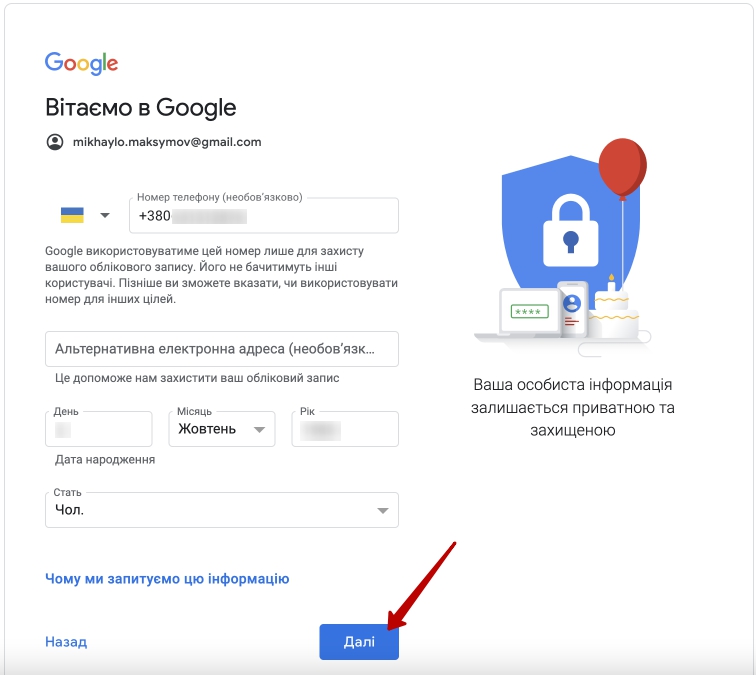 Google
Вітаємо в Google
mikhaylo.maksymov@gmail.com
Номер телефону (необов’язково)
+380
Google використовуватиме цей номер лише для захисту
вашого облікового запису. Його не бачитимуть інші
користувачі. Пізніше ви зможете вказати, чи використовувати
номер для інших цілей.
Альтернативна електронна адреса (необов’язк...
Це допоможе нам захистити ваш обліковий запис
День
Місяць
Жовтень
Рік
Дата народження
Стать
Чол.
Чому ми запитуємо цю інформацію
Назад
Далі
****
Ваша особиста інформація
залишається приватною та
захищеною